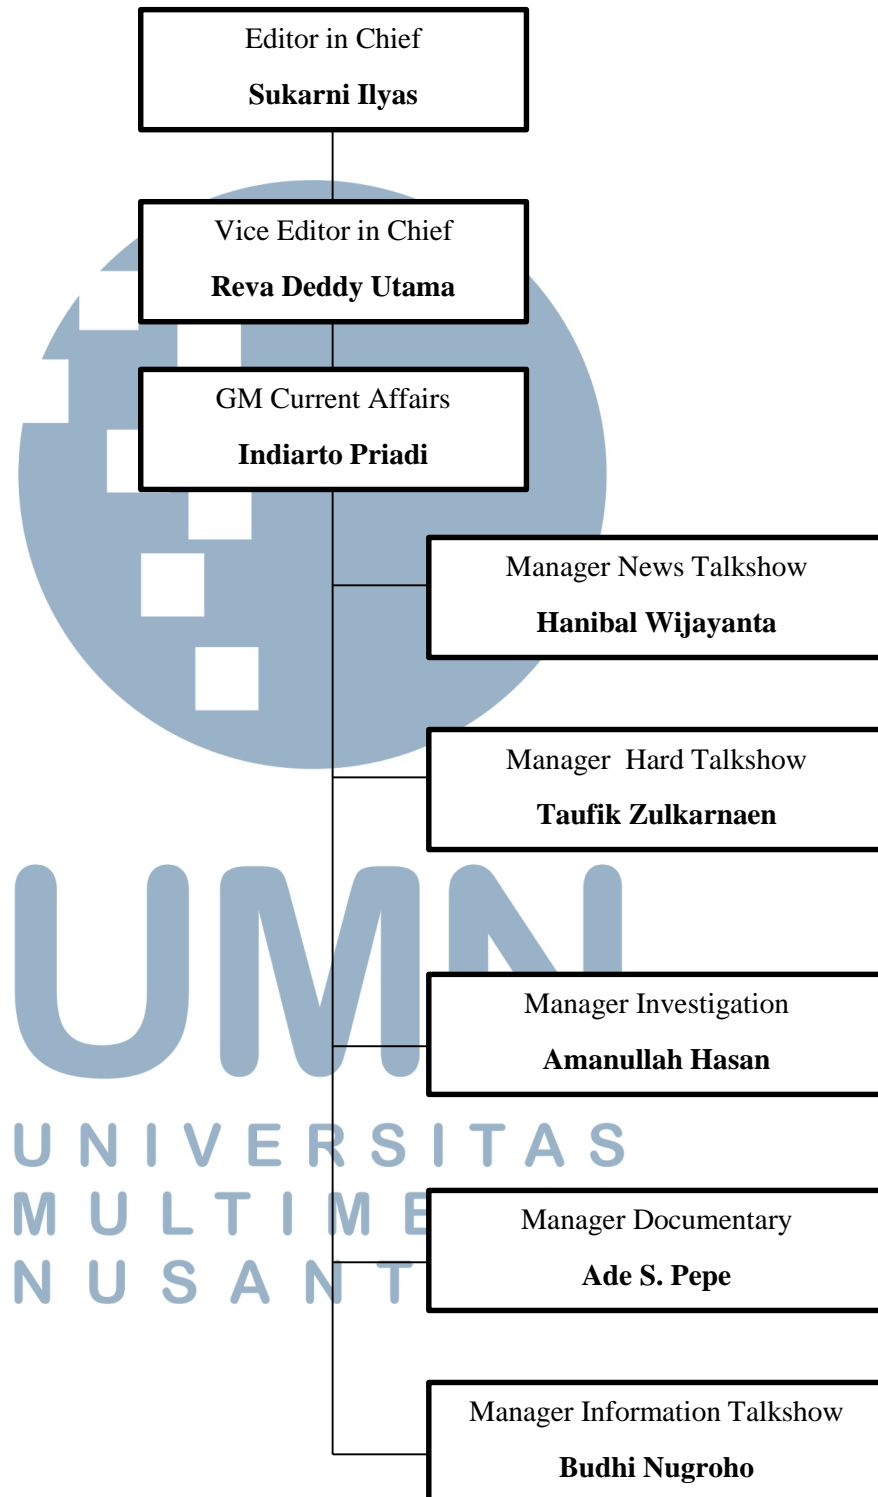 Editor in Chief
Sukarni Ilyas
Vice Editor in Chief
Reva Deddy Utama
GM Current Affairs
Indiarto Priadi
Manager News Talkshow
Hanibal Wijayanta
Manager  Hard Talkshow
Taufik Zulkarnaen
UMN
Manager Investigation
Amanullah Hasan
UNIVERSITAS
Manager Documentary
Ade S. Pepe
Manager Information Talkshow
Budhi Nugroho